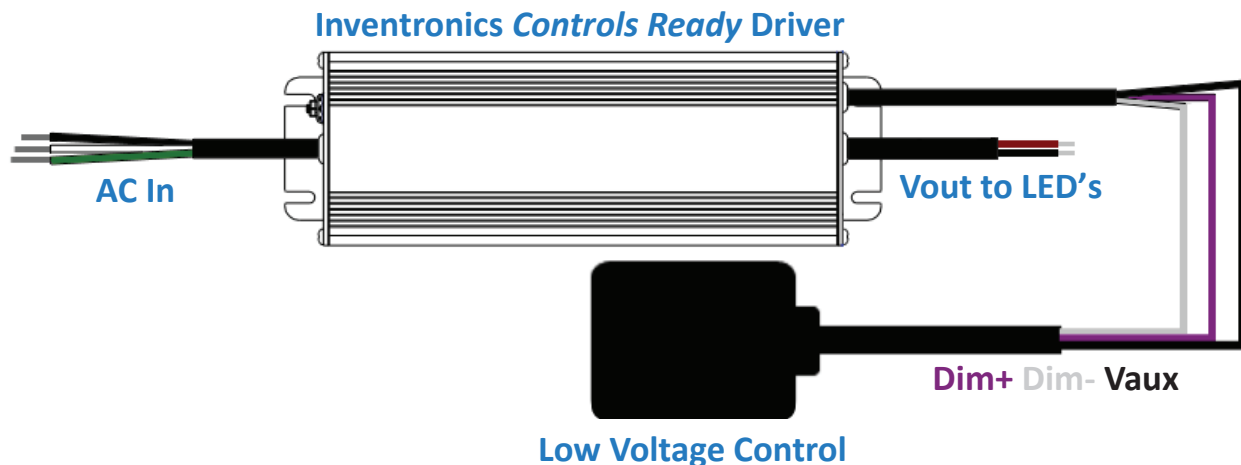 Inventronics Controls Ready Driver
AC In
Vout to LED’s
Dim+ Dim- Vaux
Low Voltage Control